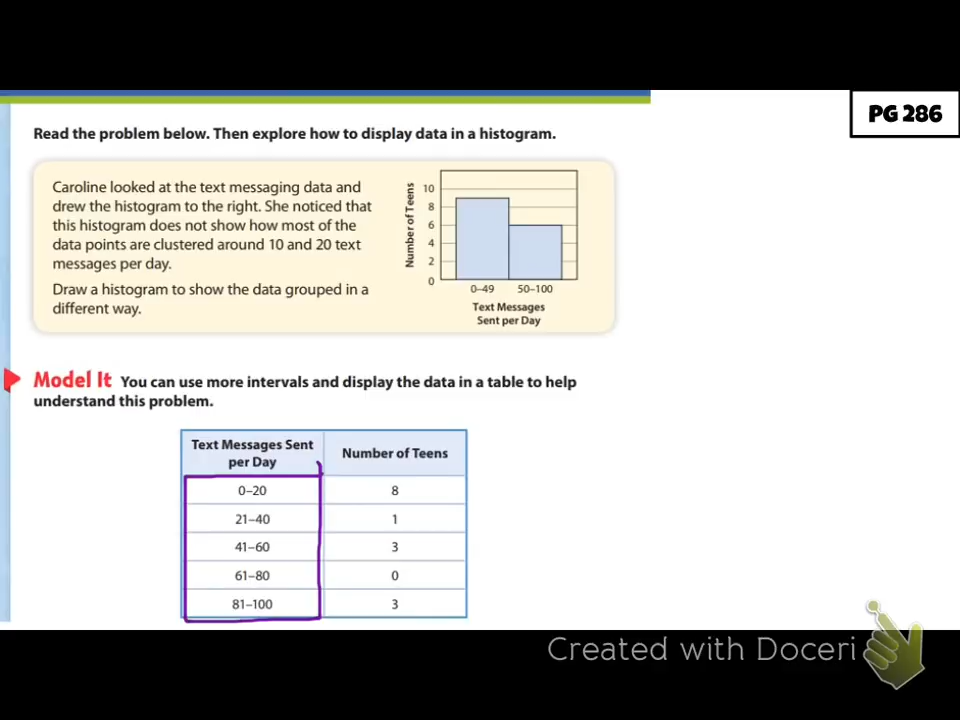 PG 286
Read the problem below. Then explore how to display data in a histogram.
Caroline looked at the text messaging data and
drew the histogram to the right. She noticed that
this histogram does not show how most of the
data points are clustered around 10 and 20 text
messages per day.
Draw a histogram to show the data grouped in a
different way.
Number of Teens
10
8
6
4
2
0
0–49 50–100
Text Messages
Sent per Day
Model It You can use more intervals and display the data in a table to help
understand this problem.
Text Messages Sent
per Day
Number of Teens
0–20 8
21–40 1
41–60 3
61–80 0
81–100 3
Created with Doceri